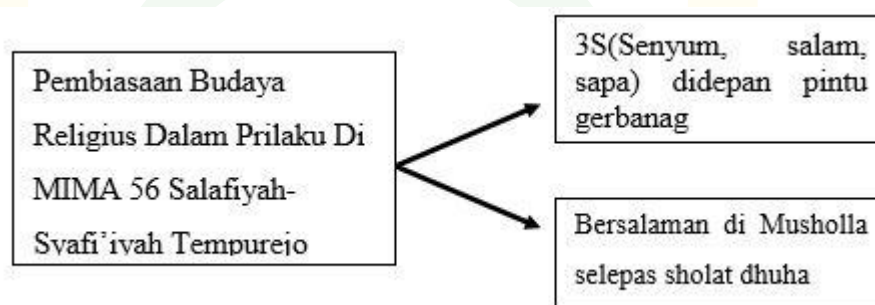 Pembiasaan Budaya
Religius Dalam Prilaku Di
MIMA 56 Salafiyah-
Syafi'iyah Tempurejo
3S(Senyum, salam,
sapa) didepan pintu
gerbanag
Bersalaman di Musholla
selepas sholat dhuha